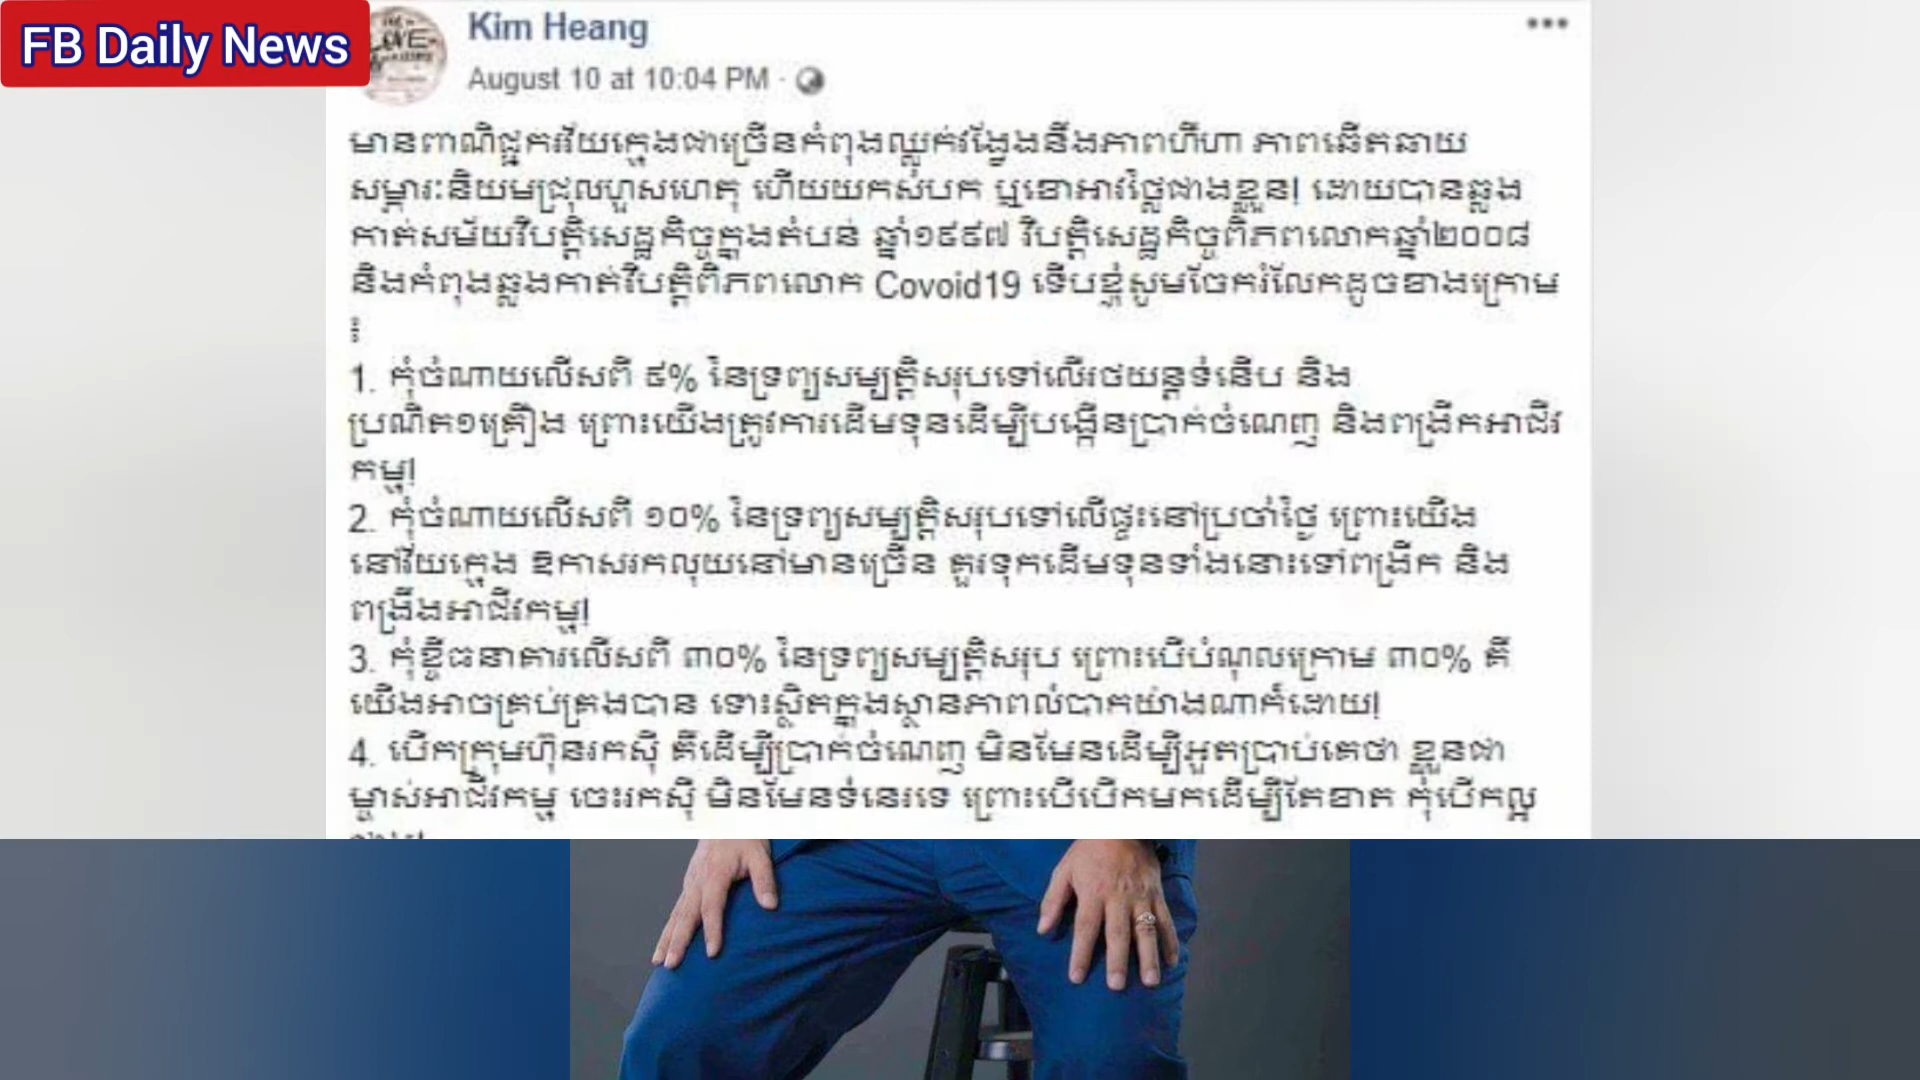 FB Daily News
Kim Heang
August 10 at 10:04 PM ·
មានពាណិជ្ជករវ័យក្មេងជាច្រើនកំពុងឈ្លក់វង្វែងនឹងភាពហ៊ឺហា ភាពឆើតឆាយ
សម្ភារៈនិយមជ្រុលហួសហេតុ ហើយយកសំបក ឬខោអាវថ្លៃជាងខ្លួន! ដោយបានឆ្លង
កាត់សម័យវិបត្តិសេដ្ឋកិច្ចក្នុងតំបន់ ឆ្នាំ១៩៩៧ វិបត្តិសេដ្ឋកិច្ចពិភពលោកឆ្នាំ២០០៨
និងកំពុងឆ្លងកាត់វិបត្តិពិភពលោក Covoid19 ទើបខ្ញុំសូមចែករំលែកដូចខាងក្រោម
៖
1. កុំចំណាយលើសពី ៩% នៃទ្រព្យសម្បត្តិសរុបទៅលើរថយន្តទំនើប និង
ប្រណិត១គ្រឿង ព្រោះយើងត្រូវការដើមទុនដើម្បីបង្កើនប្រាក់ចំណេញ និងពង្រីកអាជីវ
កម្ម!
2. កុំចំណាយលើសពី ១០% នៃទ្រព្យសម្បត្តិសរុបទៅលើផ្ទះនៅប្រចាំថ្ងៃ ព្រោះយើង
នៅវ័យក្មេង ឱកាសរកលុយនៅមានច្រើន គួរទុកដើមទុនទាំងនោះទៅពង្រីក និង
ពង្រឹងអាជីវកម្ម!
3. កុំខ្ចីធនាគារលើសពី ៣០% នៃទ្រព្យសម្បត្តិសរុប ព្រោះបើបំណុលក្រោម ៣០% គឺ
យើងអាចគ្រប់គ្រងបាន ទោះស្ថិតក្នុងស្ថានភាពលំបាកយ៉ាងណាក៏ដោយ!
4. បើកក្រុមហ៊ុនរកស៊ី គឺដើម្បីប្រាក់ចំណេញ មិនមែនដើម្បីអួតប្រាប់គេថា ខ្លួនជា
ម្ចាស់អាជីវកម្ម ចេះរកស៊ី មិនមែនទំនេរទេ ព្រោះបើបើកមកដើម្បីតែខាត កុំបើកល្អ